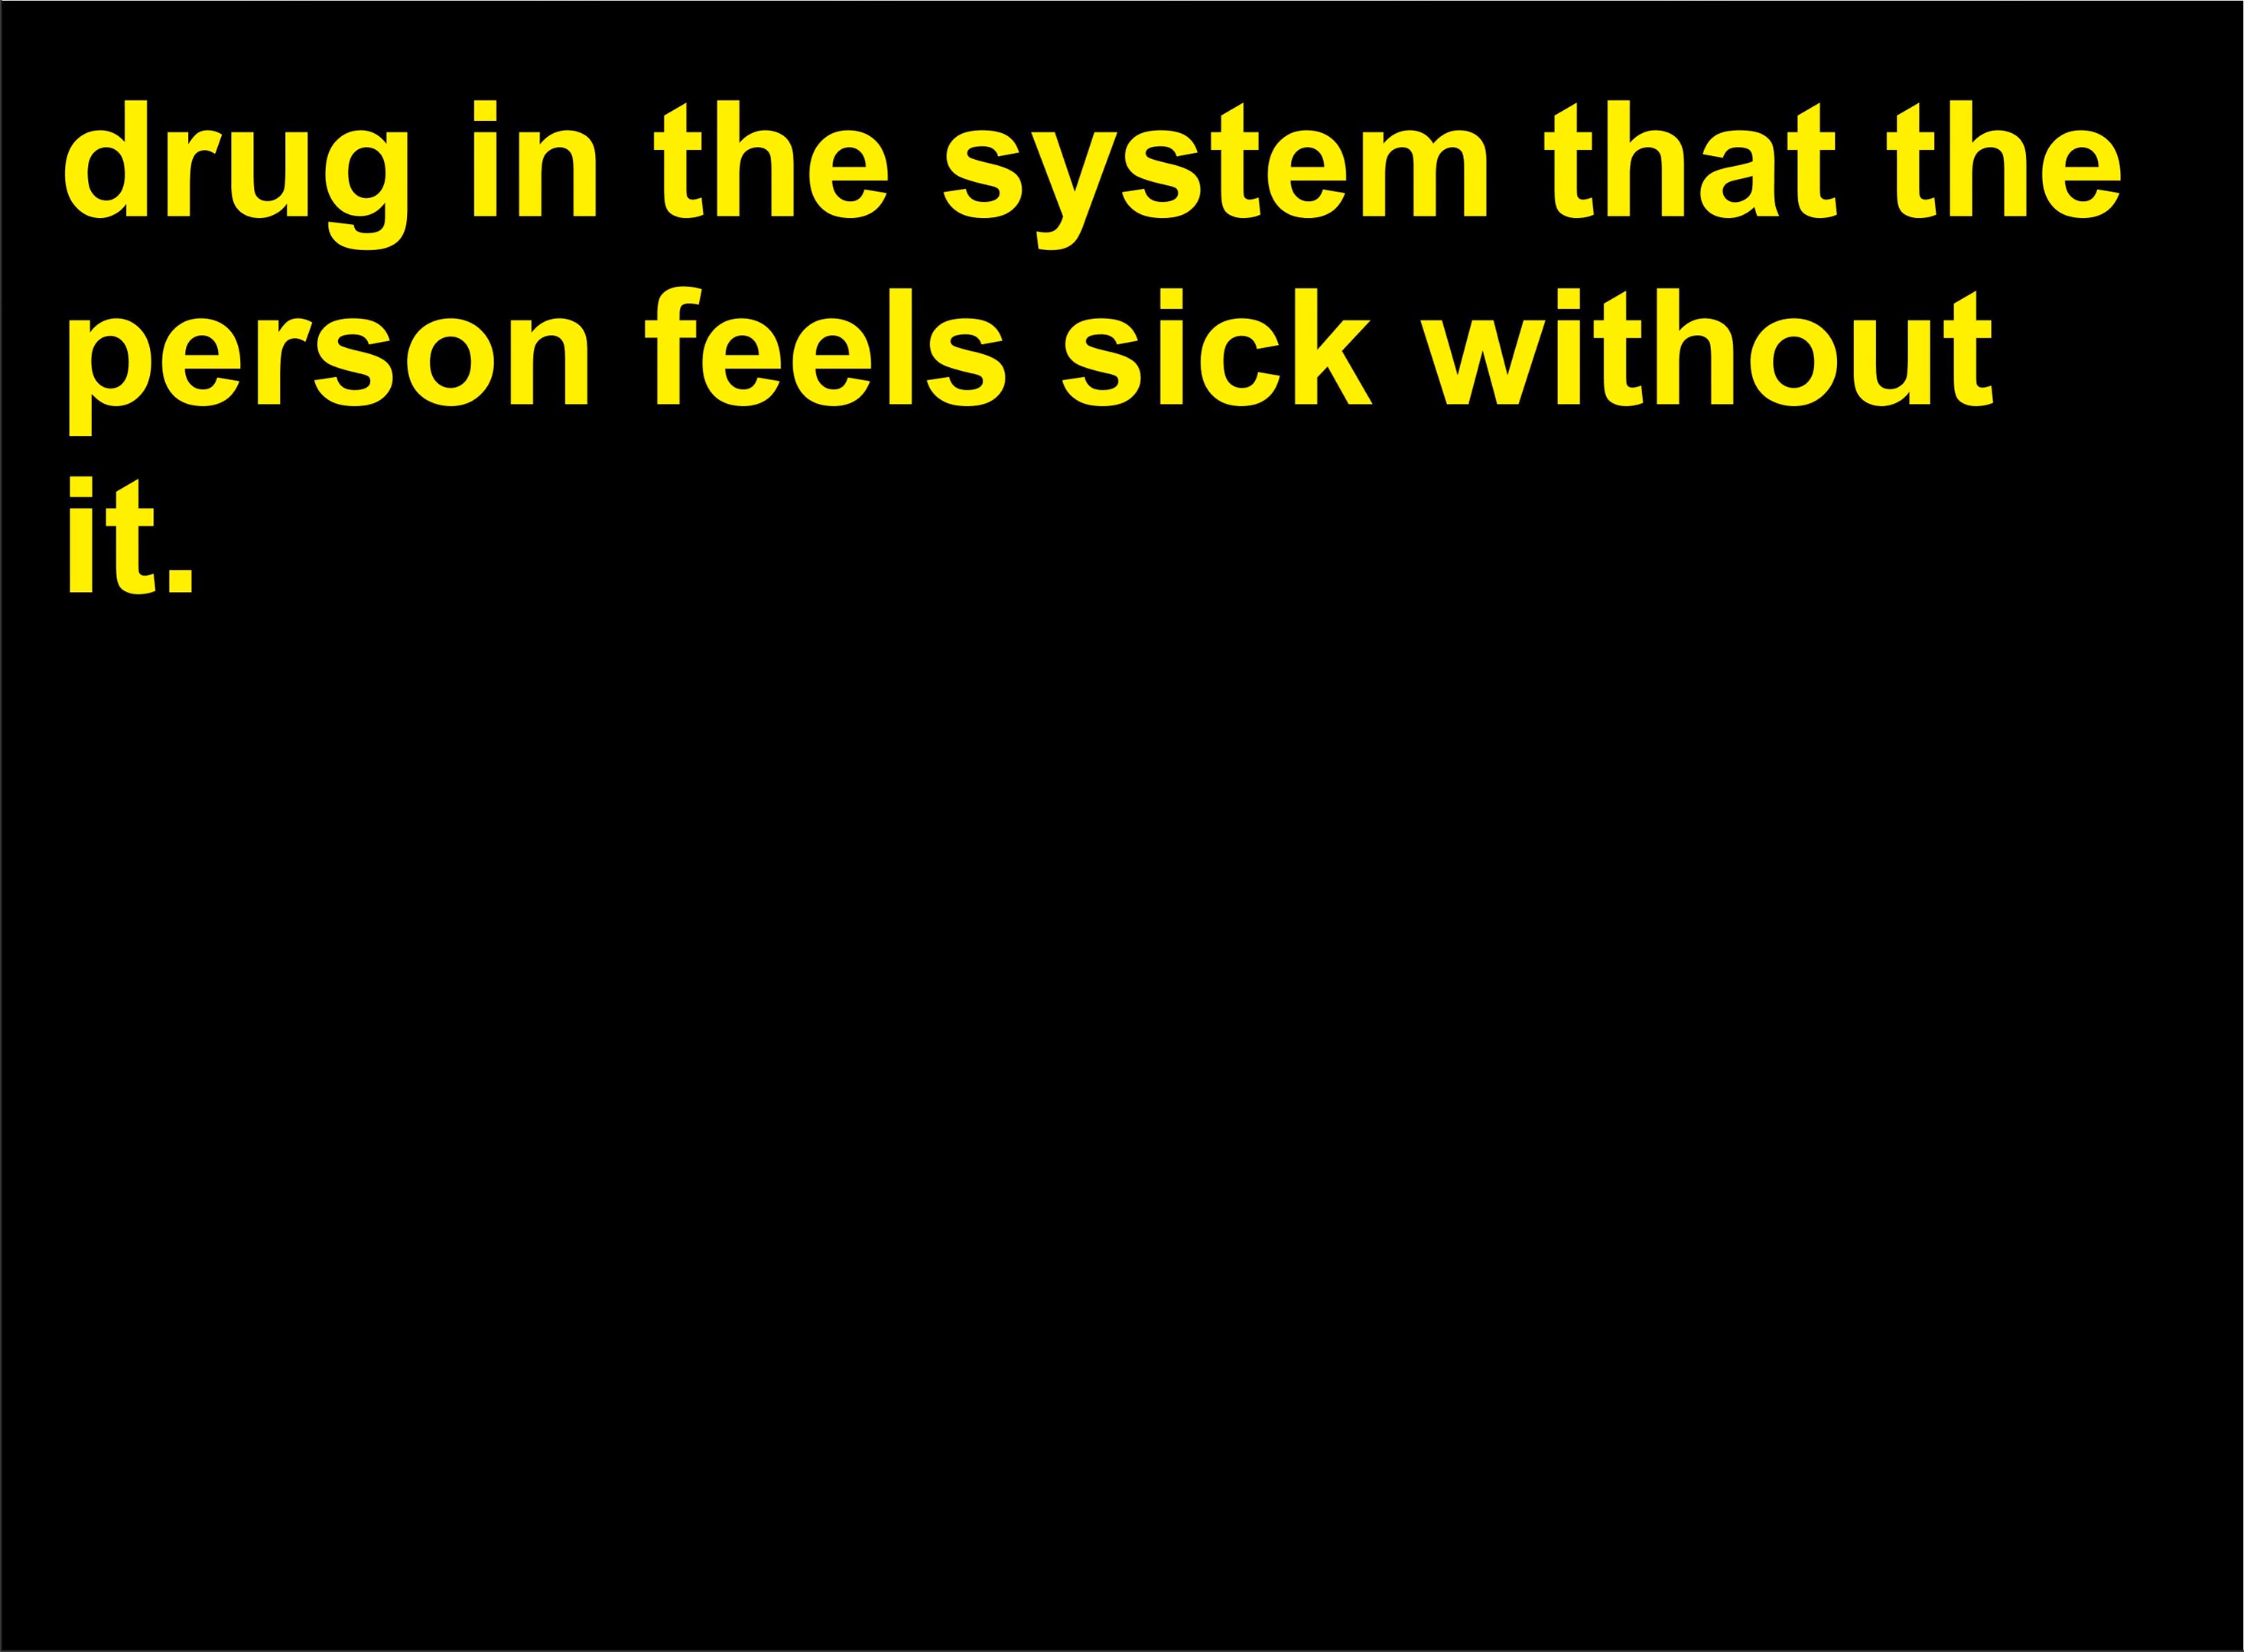 drug in the system that the
person feels sick without
it.